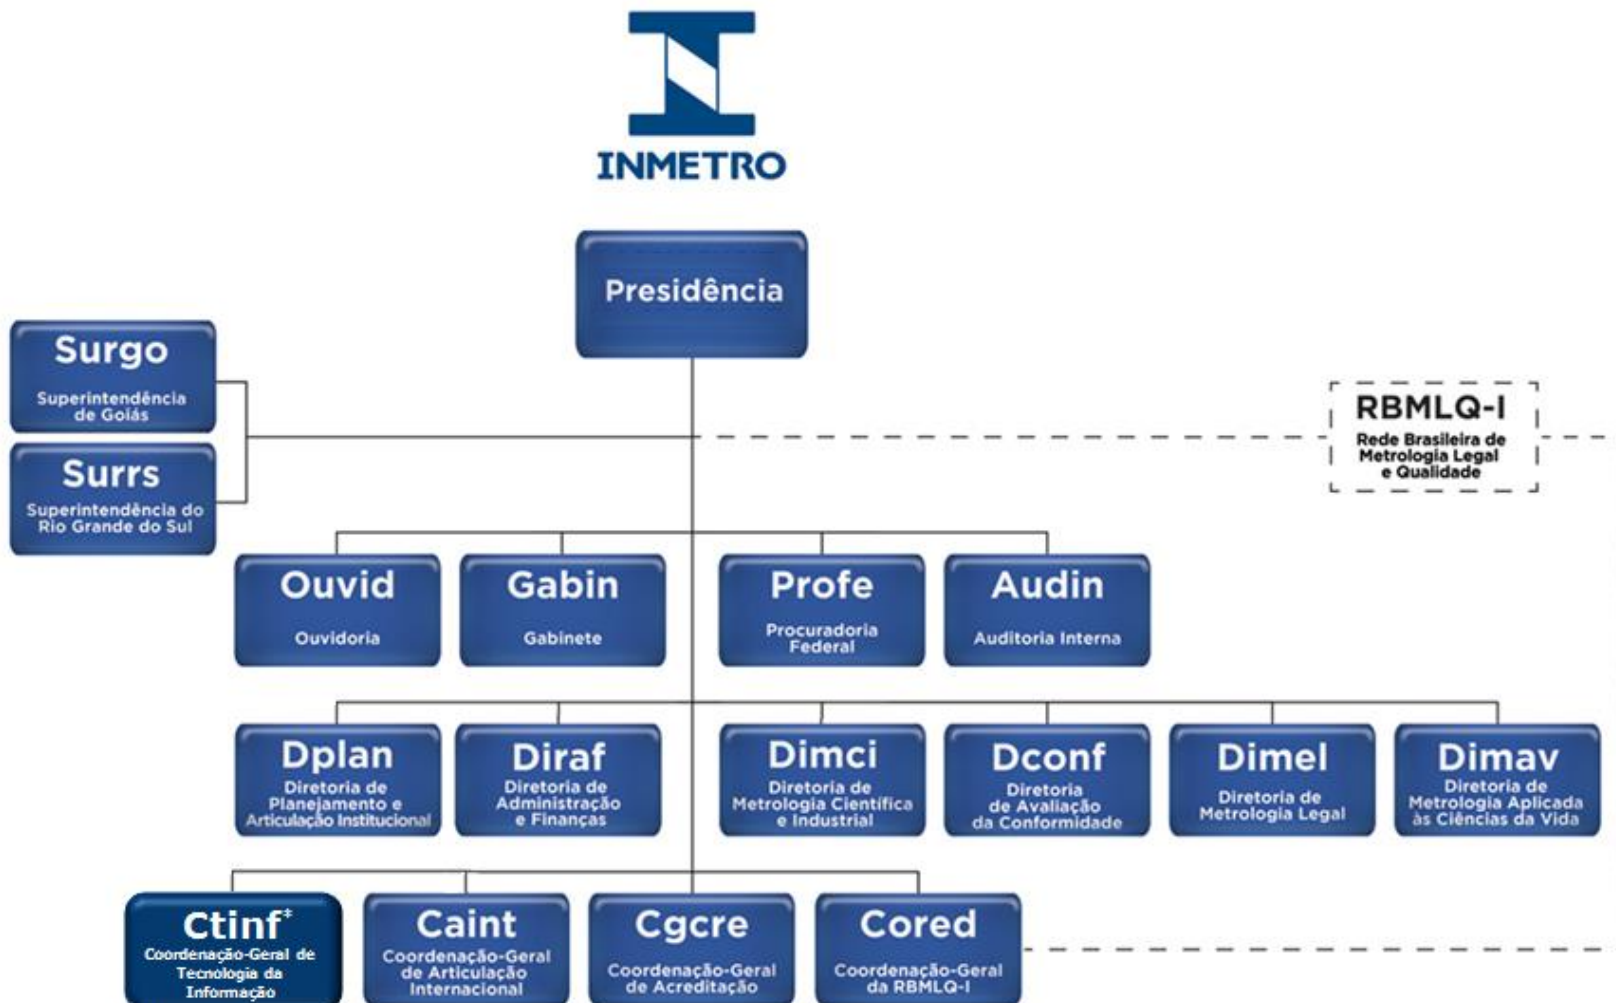 INMETRO
Presidência
Surgo
Superintendência
de Goiás
Surrs
Superintendência do
Rio Grande do Sul
RBMLQ-I
Rede Brasileira de
Metrologia Legal
e Qualidade
Ouvid
Ouvidoria
Gabin
Gabinete
Profe
Procuradoria
Federal
Audin
Auditoria Interna
Dplan
Diretoria de
Planejamento e
Articulação Institucional
Diraf
Diretoria de
Administração
e Finanças
Dimci
Diretoria de
Metrologia Científica
e Industrial
Dconf
Diretoria
de Avaliação
da Conformidade
Dimel
Diretoria de
Metrologia Legal
Dimav
Diretoria de
Metrologia Aplicada
às Ciências da Vida
Ctinf‡
Coordenação-Geral de
Tecnologia da
Informação
Caint
Coordenação-Geral
de Articulação
Internacional
Cgcre
Coordenação-Geral
de Acreditação
Cored
Coordenação-Geral
da RBMLQ-I